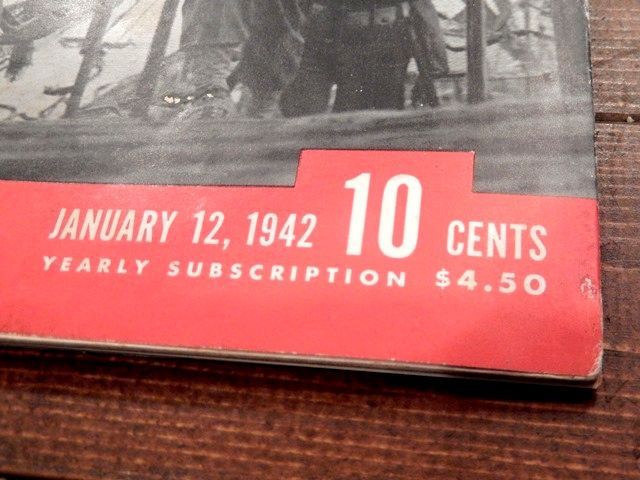 JANUARY 12, 1942 10 CENTS
YEARLY SUBSCRIPTION $4.50